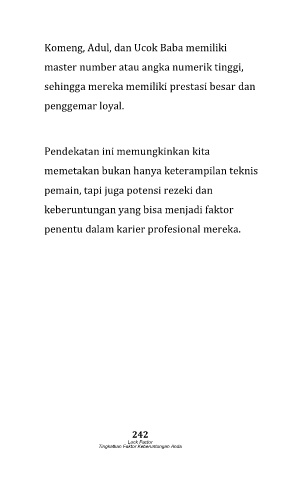 Komeng, Adul, dan Ucok Baba memiliki
master number atau angka numerik tinggi,
sehingga mereka memiliki prestasi besar dan
penggemar loyal.
Pendekatan ini memungkinkan kita
memetakan bukan hanya keterampilan teknis
pemain, tapi juga potensi rezeki dan
keberuntungan yang bisa menjadi faktor
penentu dalam karier profesional mereka.
242
Luck Factor
Tingkatkan Faktor Keberuntungan Anda